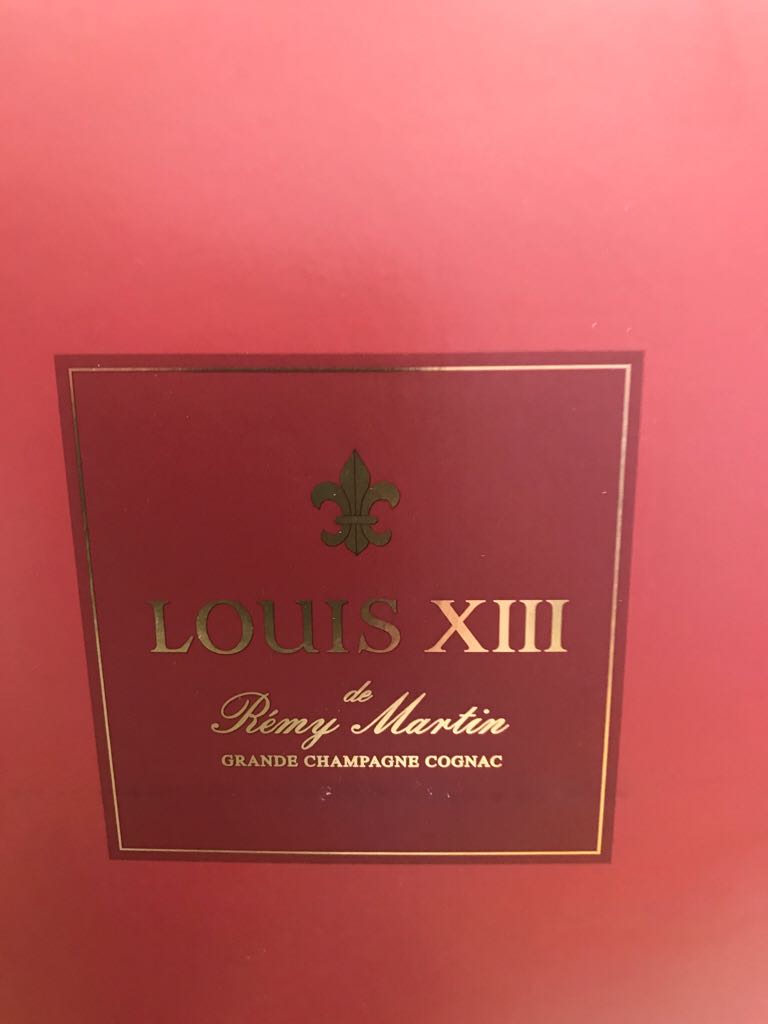 LOUIS XIII
de
Rémy Martin
GRANDE CHAMPAGNE COGNAC